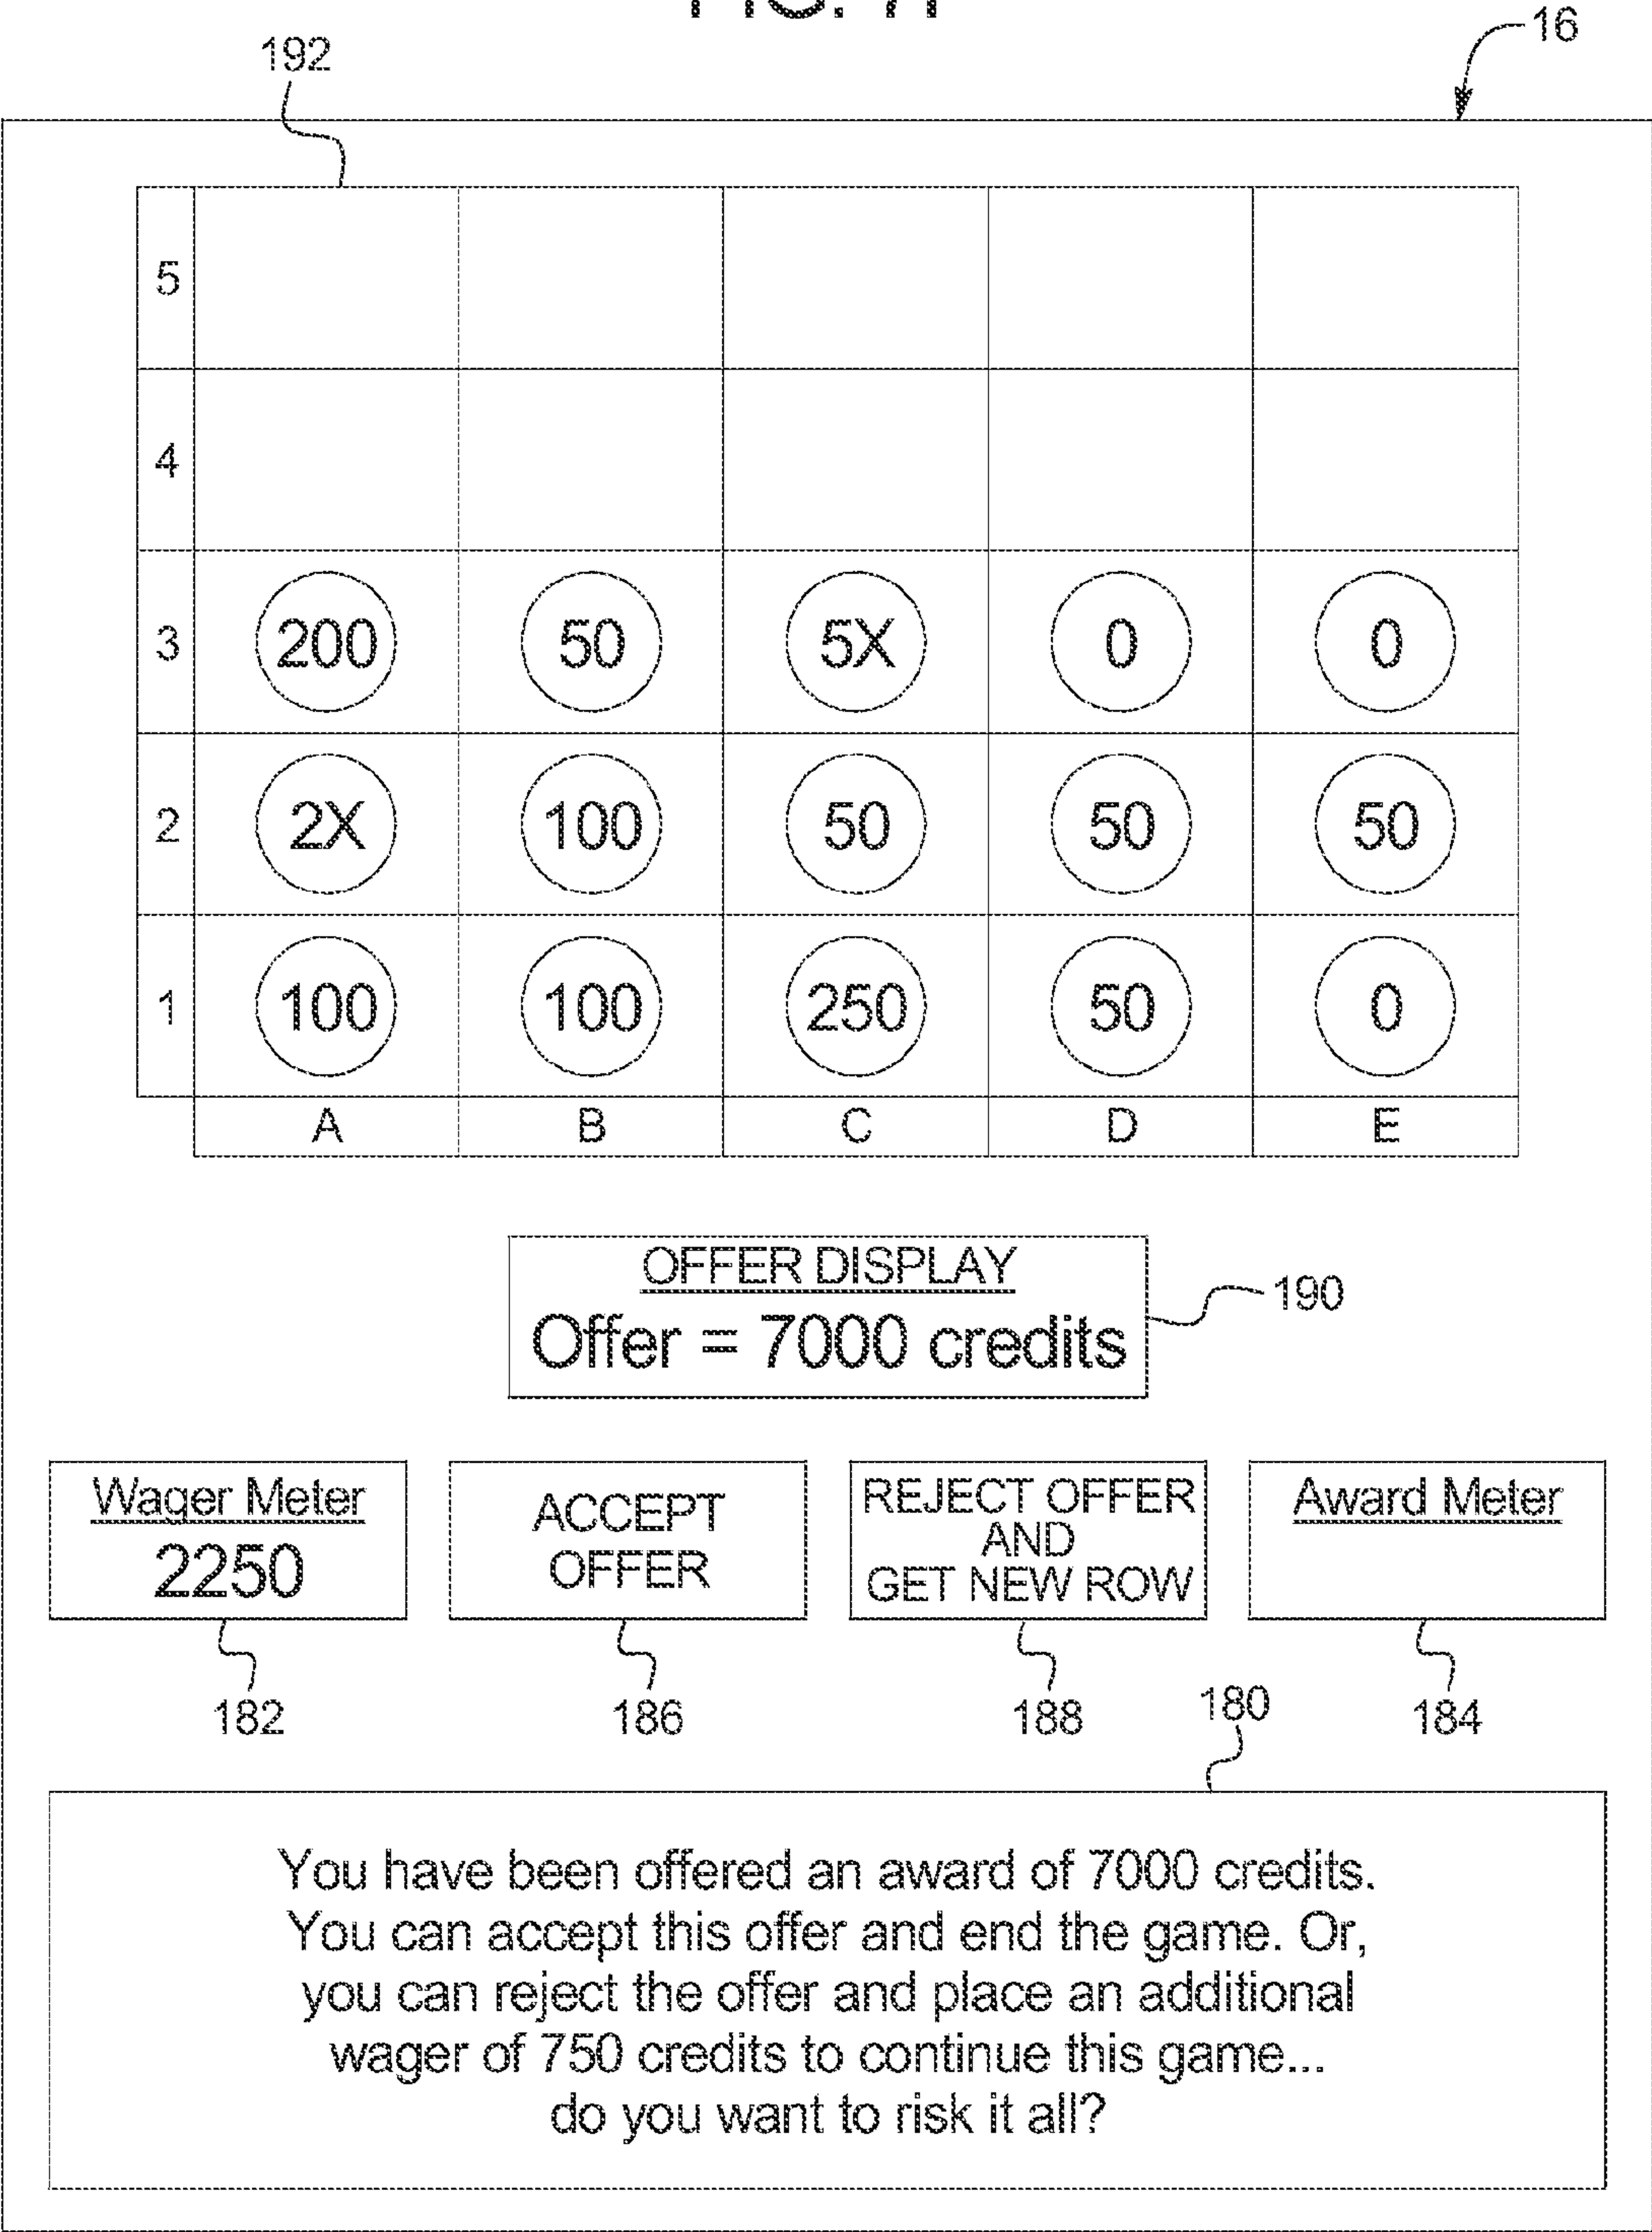 16
192
5
4
3 200 50 5X 0 0
2 2X 100 50 50 50
1 100 100 250 50 0
A B C D E
OFFER DISPLAY
Offer = 7000 credits
190
Wager Meter
2250
ACCEPT
OFFER
REJECT OFFER
AND
GET NEW ROW
Award Meter
182
186
188
180
184
You have been offered an award of 7000 credits.
You can accept this offer and end the game. Or,
you can reject the offer and place an additional
wager of 750 credits to continue this game...
do you want to risk it all?